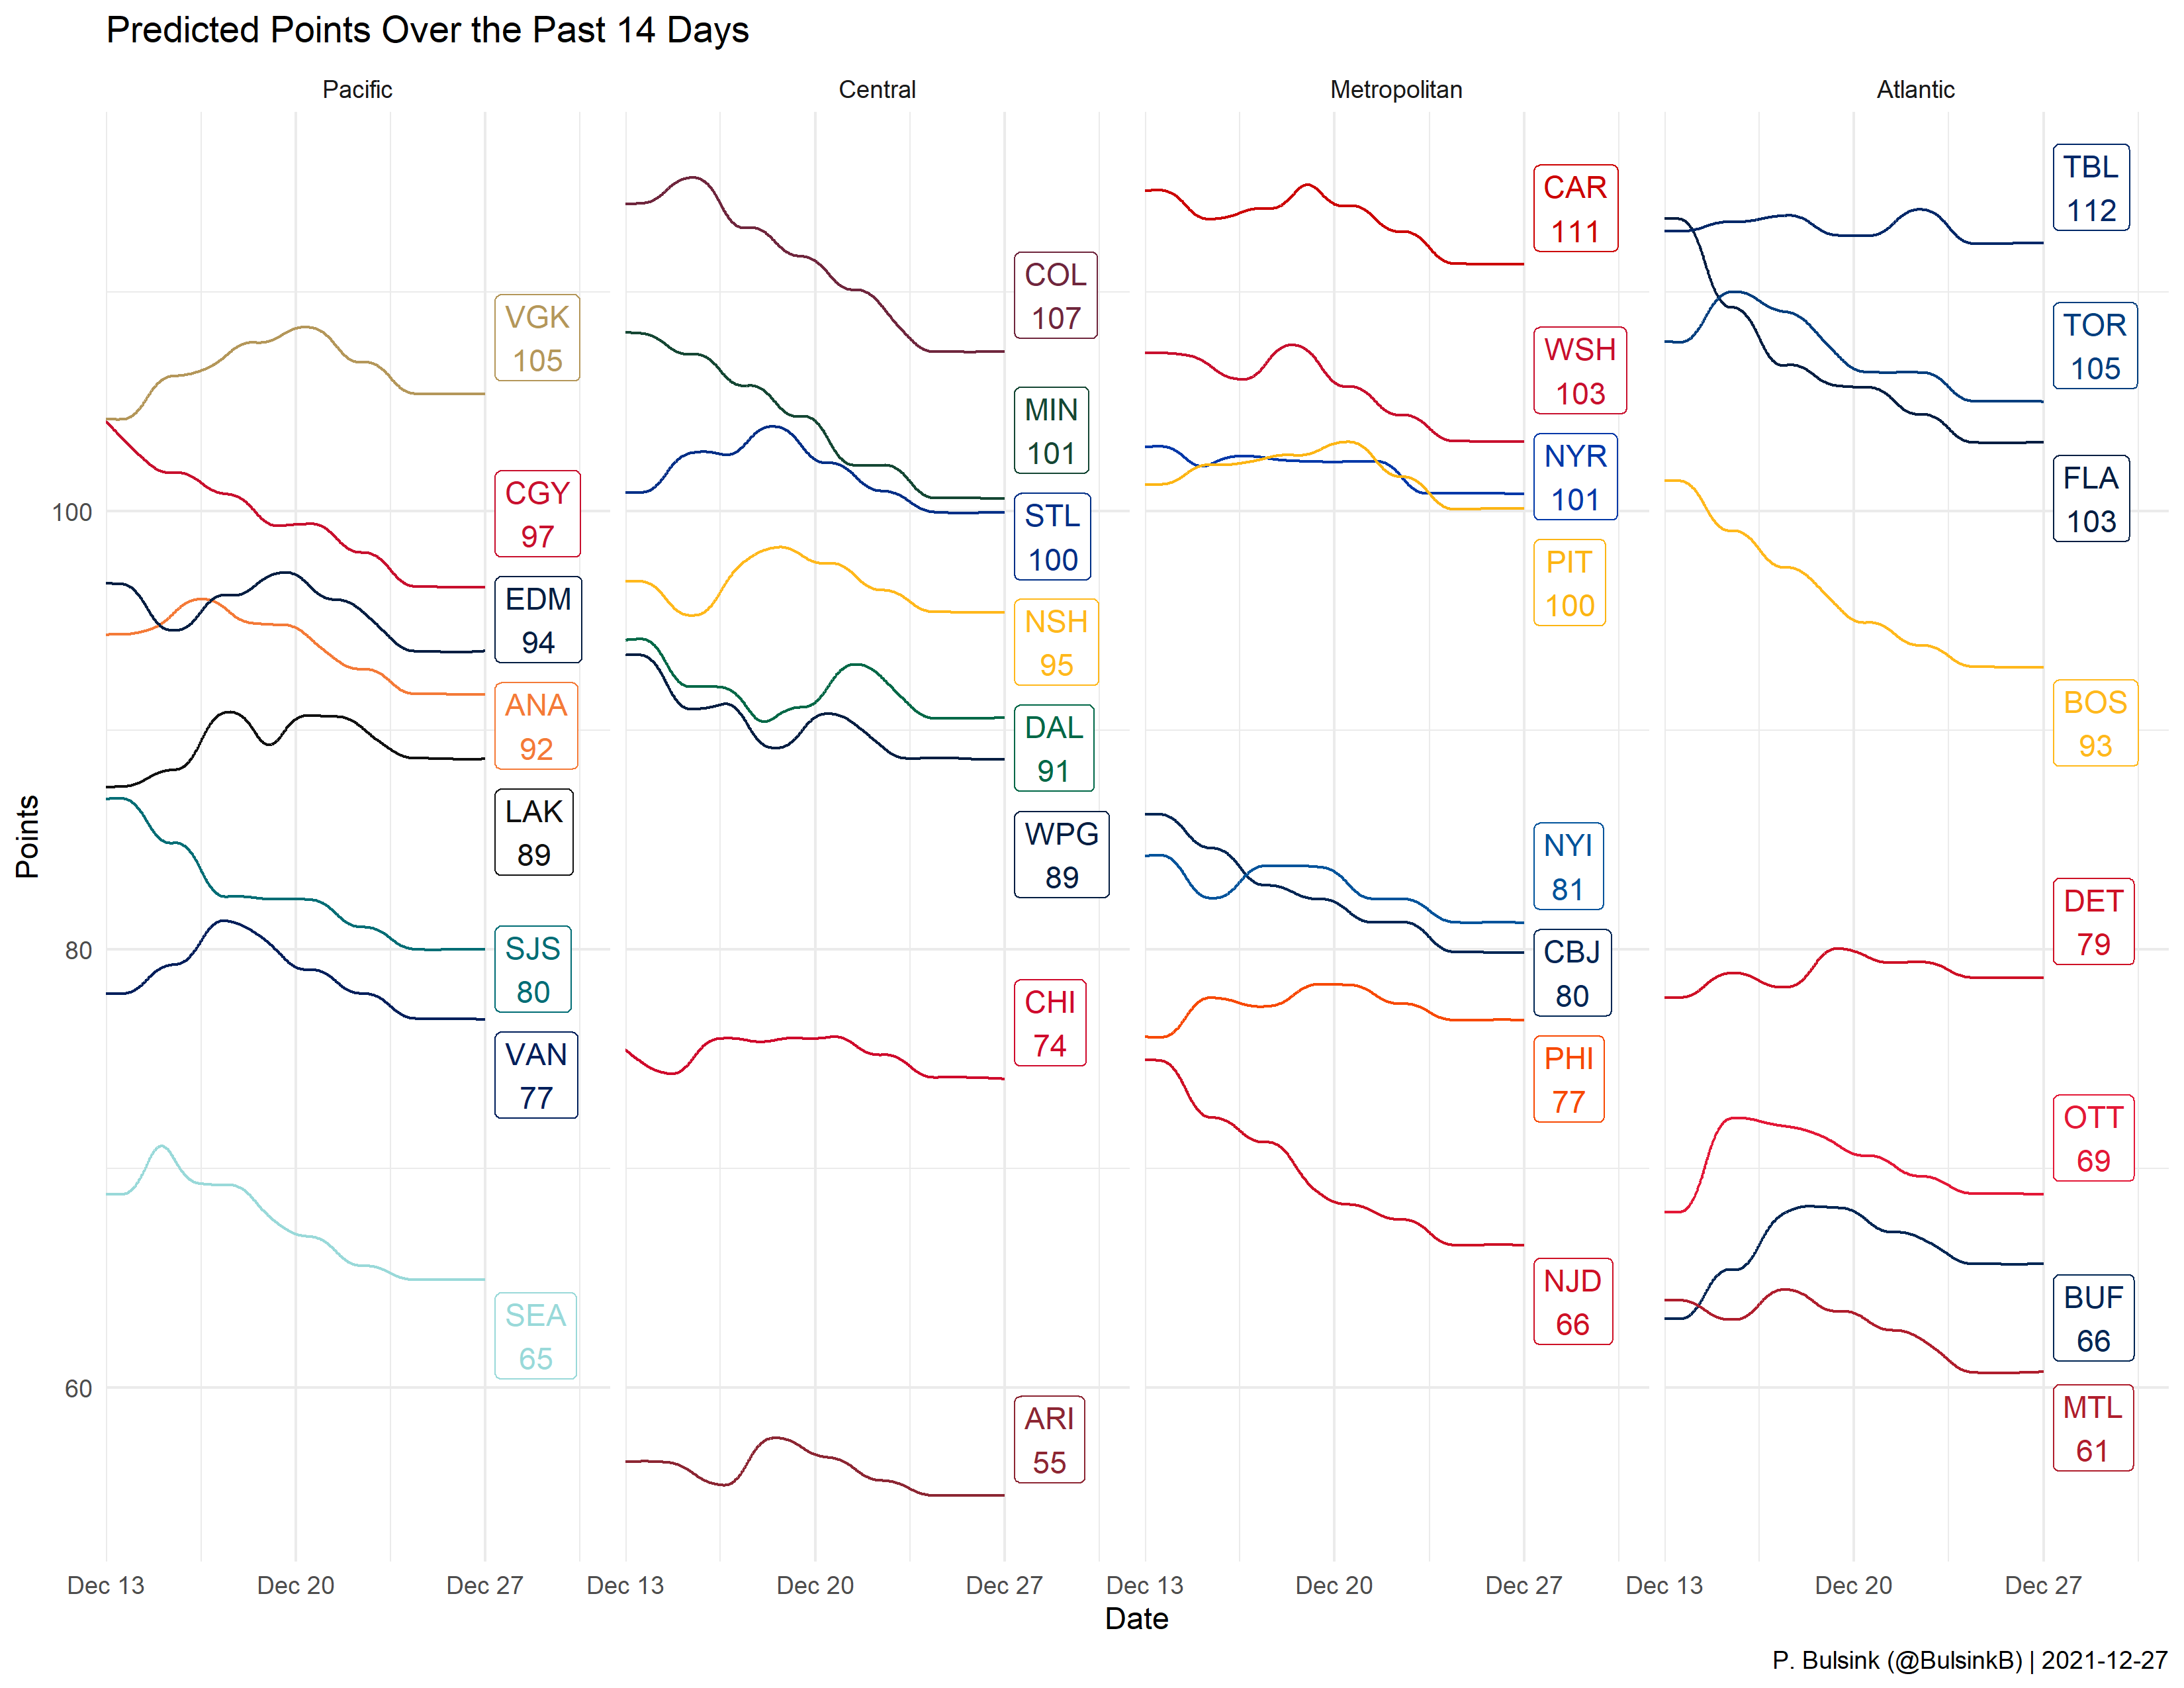 Predicted Points Over the Past 14 Days
Pacific
Central
Metropolitan
Atlantic
Points
100
80
60
VGK
105
CGY
97
EDM
94
ANA
92
LAK
89
SJS
80
VAN
77
SEA
65
COL
107
MIN
101
STL
100
NSH
95
DAL
91
WPG
89
CHI
74
ARI
55
CAR
111
WSH
103
NYR
101
PIT
100
NYI
81
CBJ
80
PHI
77
NJD
66
TBL
112
TOR
105
FLA
103
BOS
93
DET
79
OTT
69
BUF
66
MTL
61
Dec 13 Dec 20 Dec 27 Dec 13 Dec 20 Dec 27 Dec 13 Dec 20 Dec 27 Dec 13 Dec 20 Dec 27
Date
P. Bulsink (@BulsinkB) | 2021-12-27